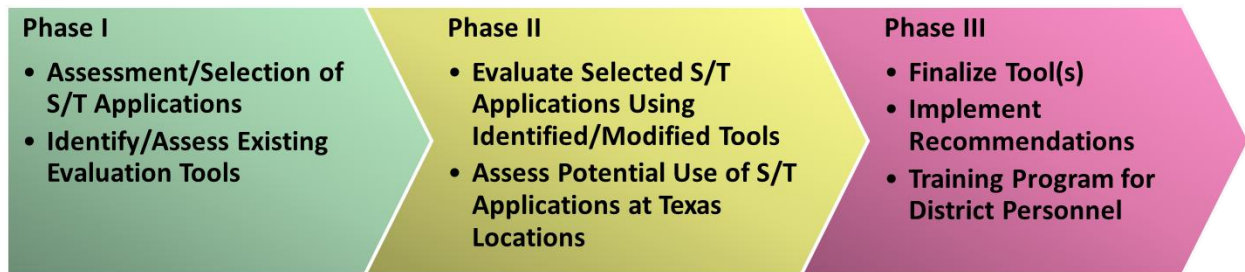 Phase I
• Assessment/Selection of
S/T Applications
• Identify/Assess Existing
Evaluation Tools
Phase II
• Evaluate Selected S/T
Applications Using
Identified/Modified Tools
• Assess Potential Use of S/T
Applications at Texas
Locations
Phase III
• Finalize Tool(s)
• Implement
Recommendations
• Training Program for
District Personnel